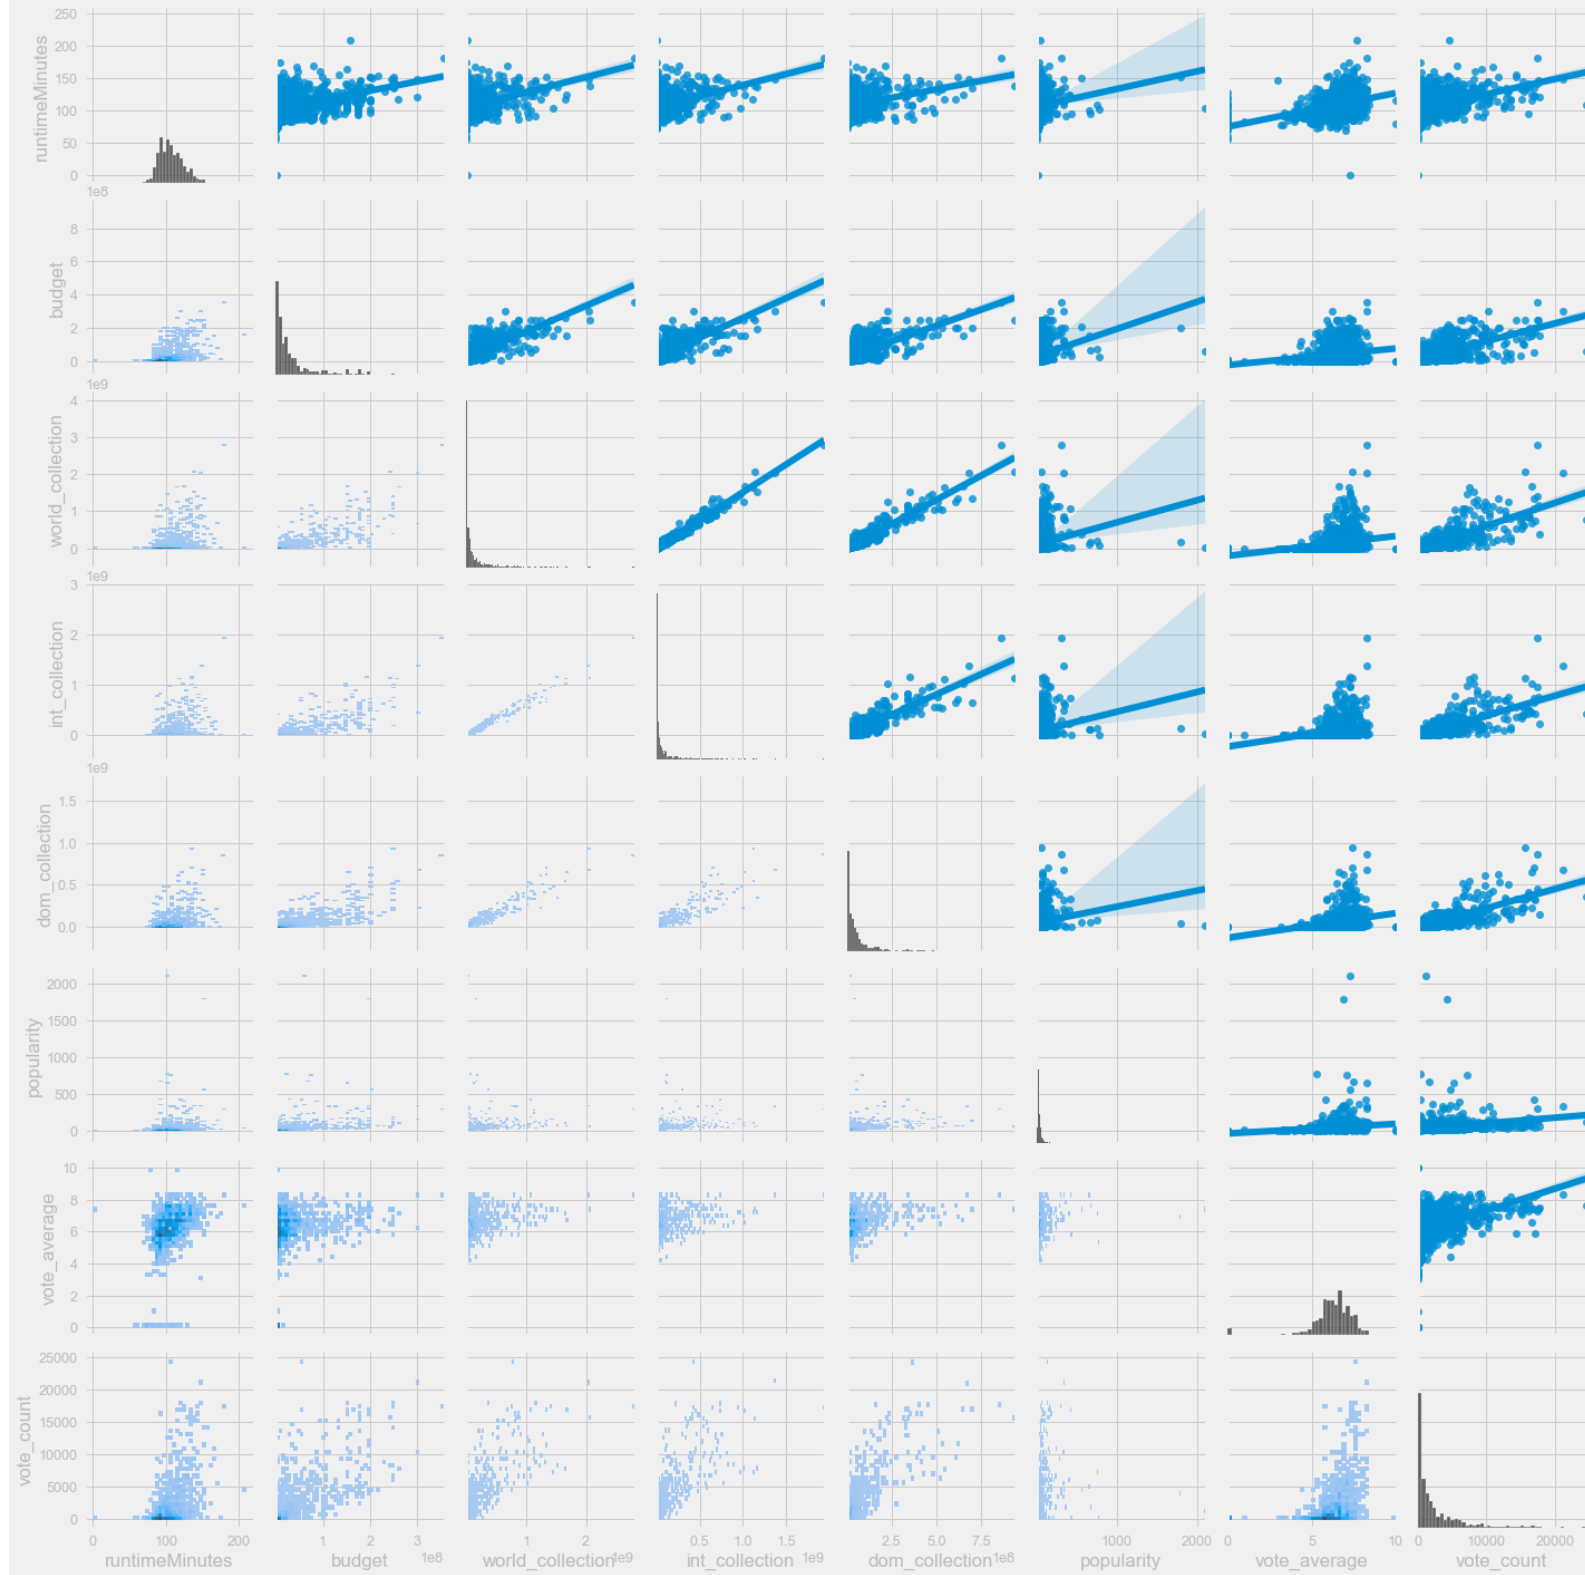 250
200
150
100
50
0
runtimeMinutes
1e8
8
6
4
2
0
budget
1e9
4
3
2
1
0
world_collection
1e9
3
2
1
0
int_collection
1e9
1.5
1.0
0.5
0.0
dom_collection
2000
1500
1000
500
0
popularity
10
8
6
4
2
0
vote_average
25000
20000
15000
10000
5000
0
vote_count
0 100 200 1 2 3 1 2 0.5 1.0 1.5 2.5 5.0 7.5 1000 2000 0 5 10 0 10000 20000
runtimeMinutes budget 1e8 world_collection 1e9 int_collection 1e9 dom_collection 1e8 popularity vote_average vote_count